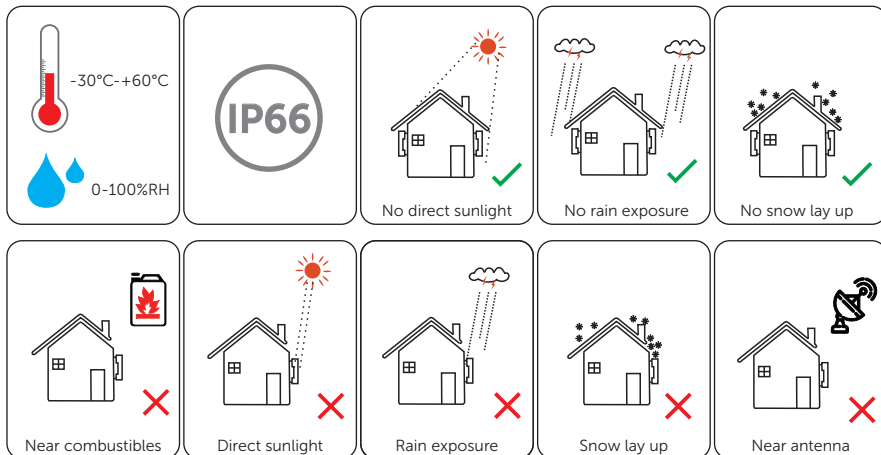 -30°C-+60°C
0-100%RH
IP66
No direct sunlight
No rain exposure
No snow lay up
Near combustibles
Direct sunlight
Rain exposure
Snow lay up
Near antenna